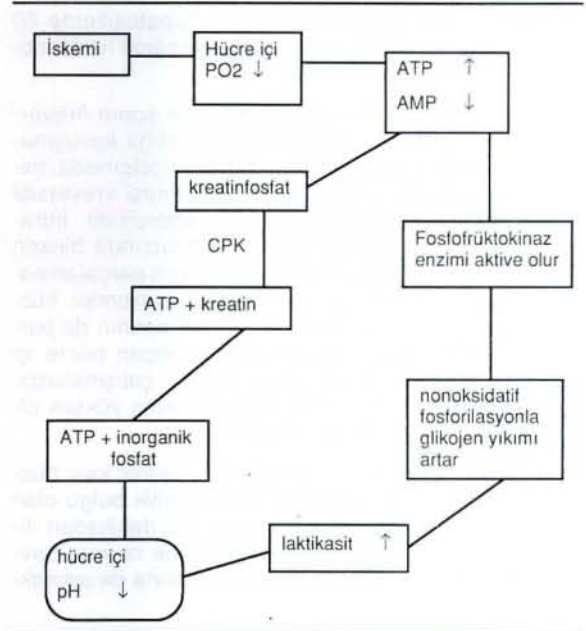 İskemi
Hücre içi
PO2 ↓
ATP ↑
AMP ↓
kreatinfosfat
CPK
Fosfofrüktokinaz
enzimi aktive olur
ATP + kreatin
nonoksidatif
fosforilasyonla
glikojen yıkımı
artar
ATP + inorganik
fosfat
laktikasit ↑
hücre içi
pH ↓